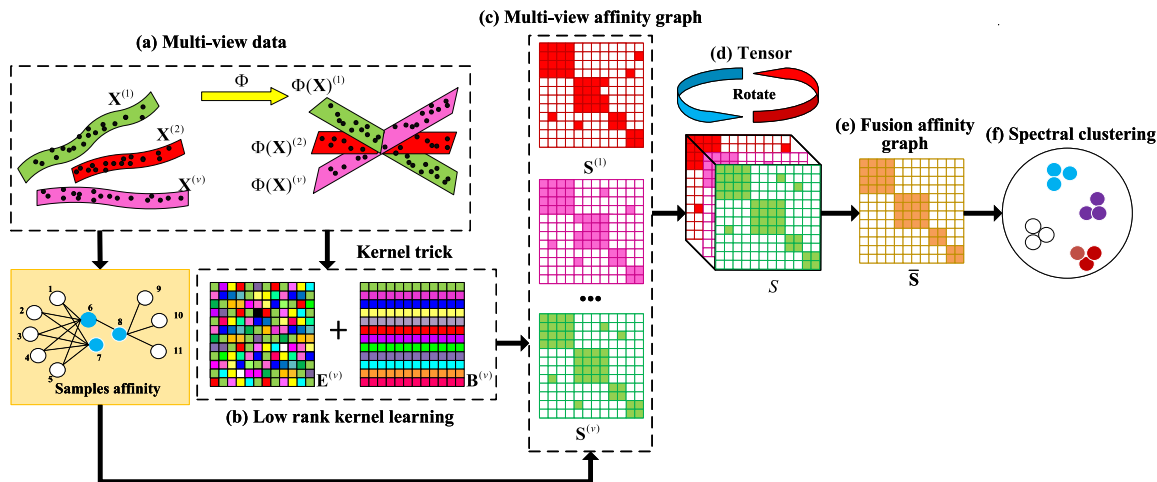 (a) Multi-view data
X^(1)
X^(2)
X^(v)
Φ
Φ(X)^(1)
Φ(X)^(2)
Φ(X)^(v)
Kernel trick
1
2
3
4
5
6
7
8
9
10
11
Samples affinity
+
E^(v)
B^(v)
(b) Low rank kernel learning
(c) Multi-view affinity graph
S^(1)
•••
S^(v)
(d) Tensor
Rotate
S
(e) Fusion affinity
graph
S̄
(f) Spectral clustering